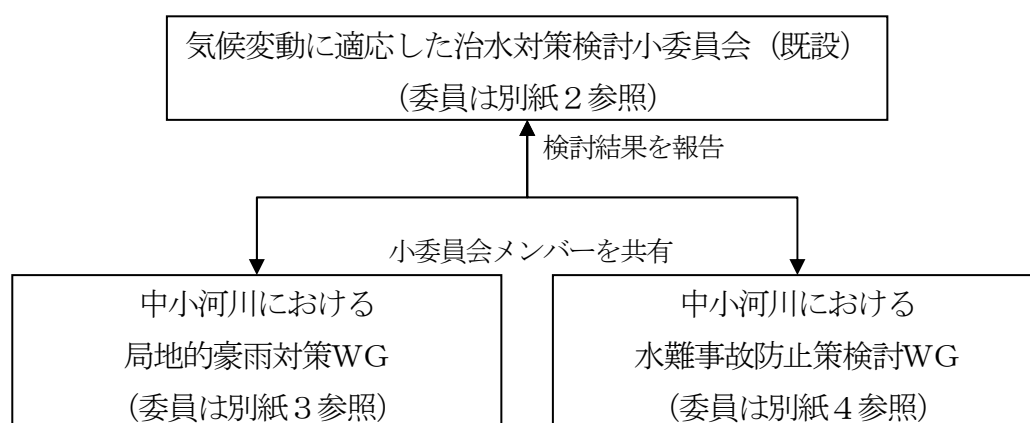 気候変動に適応した治水対策検討小委員会（既設）
（委員は別紙２参照）
検討結果を報告
小委員会メンバーを共有
中小河川における
局地的豪雨対策ＷＧ
（委員は別紙３参照）
中小河川における
水難事故防止策検討ＷＧ
（委員は別紙４参照）